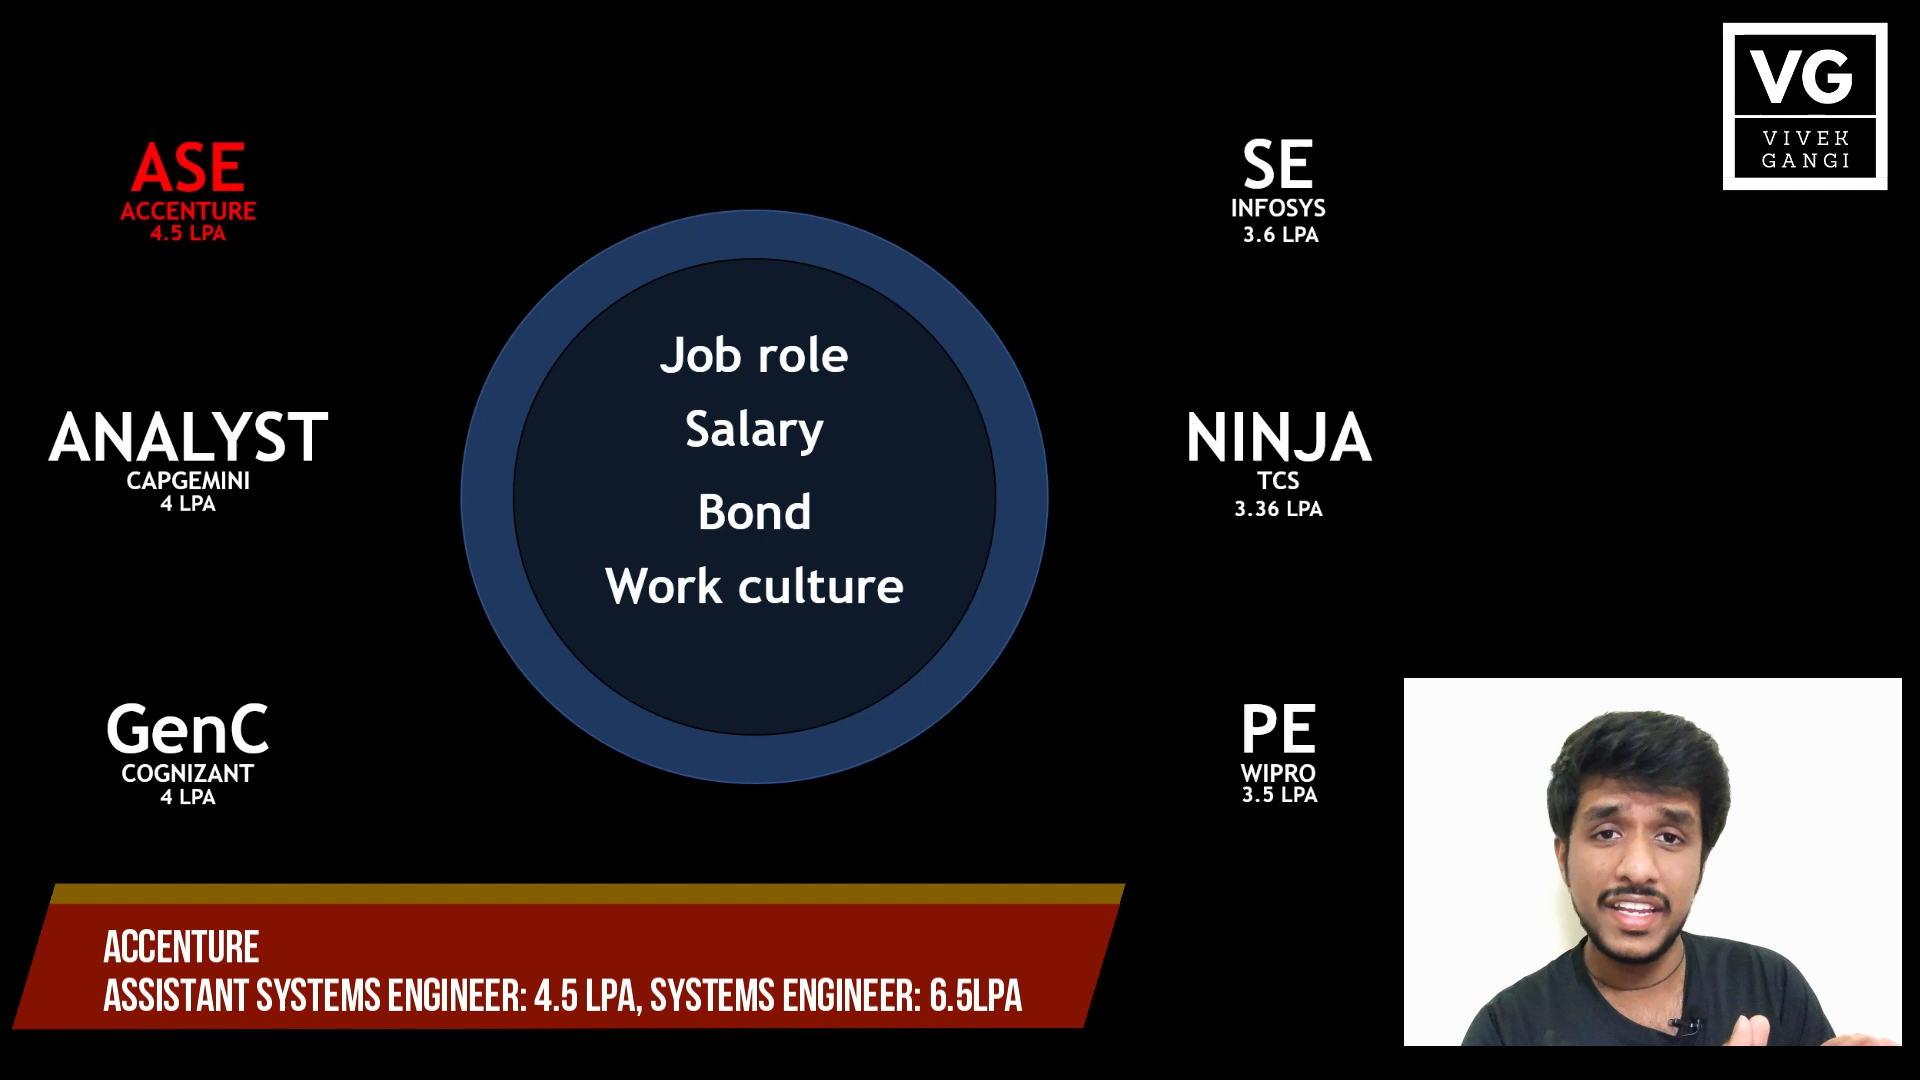 VG
VIVEK
GANGI
ASE
ACCENTURE
4.5 LPA
SE
INFOSYS
3.6 LPA
Job role
Salary
Bond
Work culture
ANALYST
CAPGEMINI
4 LPA
NINJA
TCS
3.36 LPA
GenC
COGNIZANT
4 LPA
PE
WIPRO
3.5 LPA
ACCENTURE
ASSISTANT SYSTEMS ENGINEER: 4.5 LPA, SYSTEMS ENGINEER: 6.5LPA